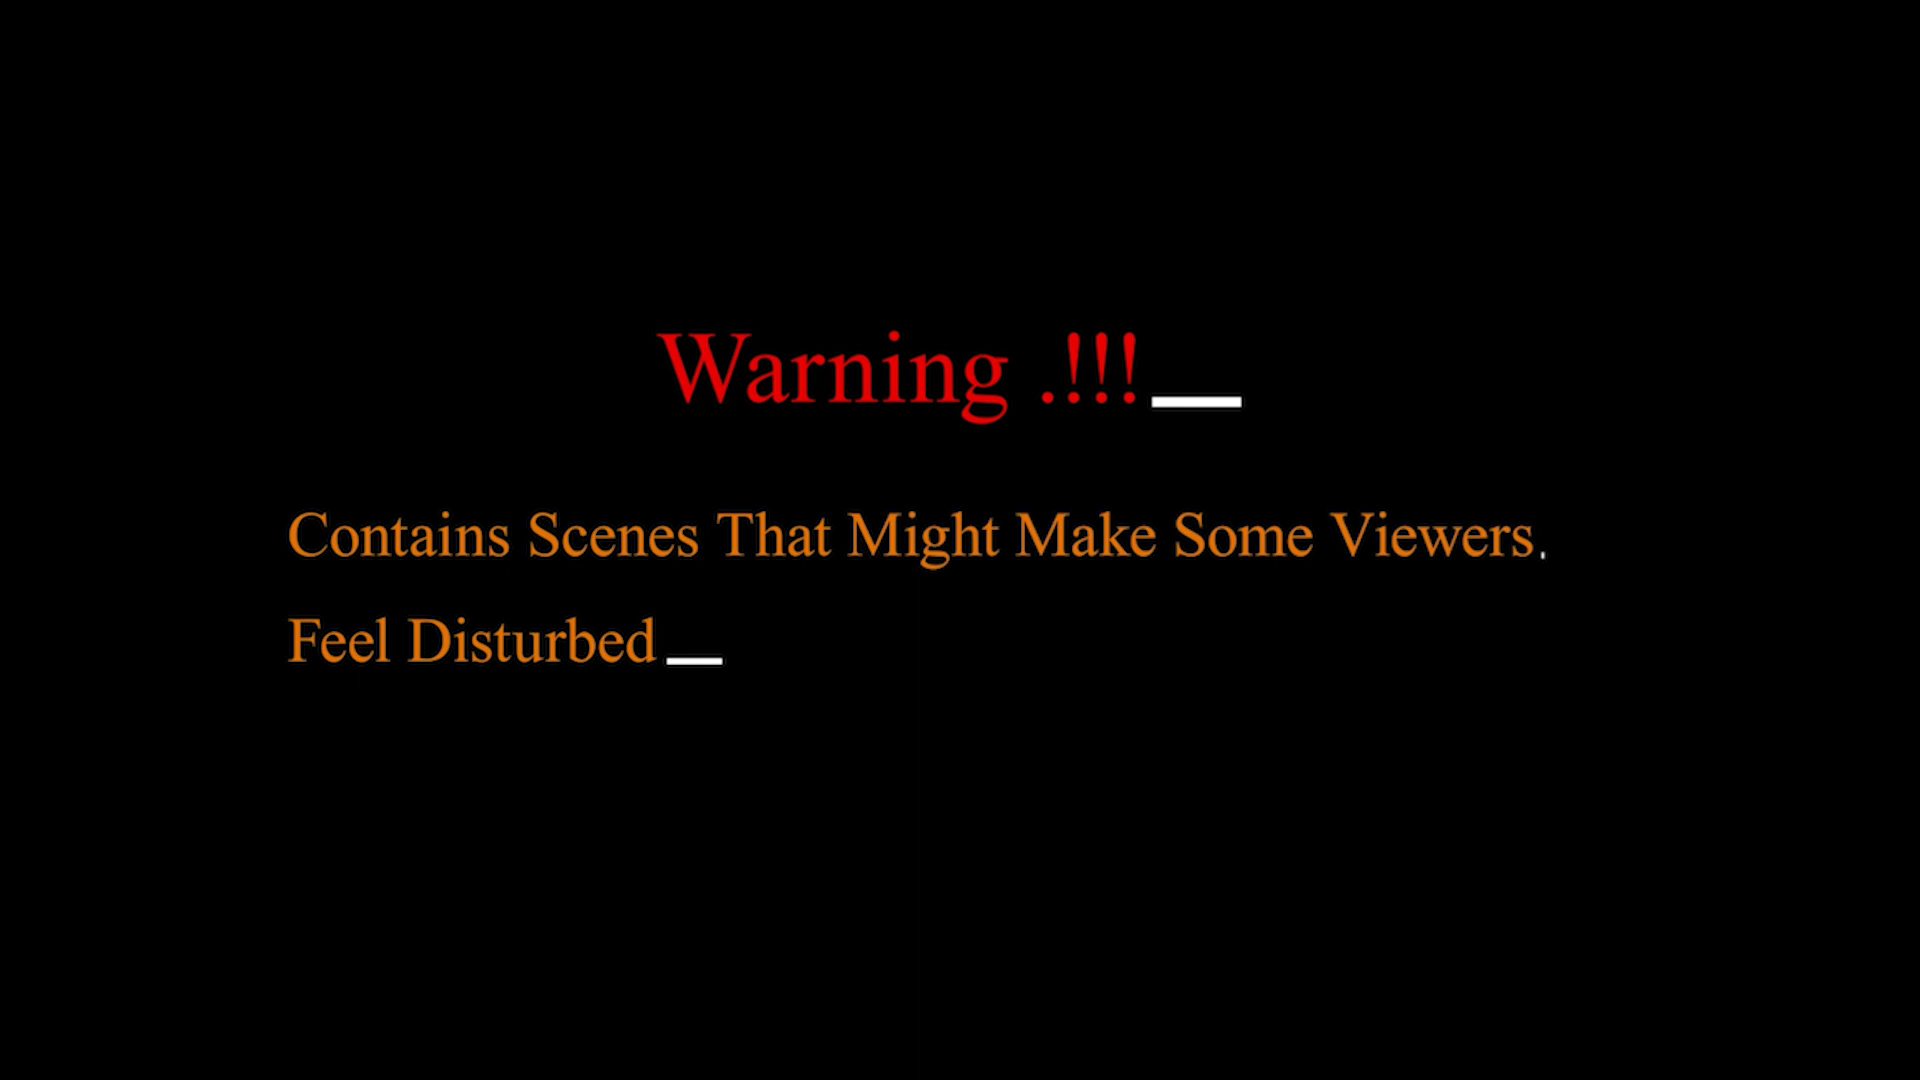 Warning .!!!
Contains Scenes That Might Make Some Viewers.
Feel Disturbed